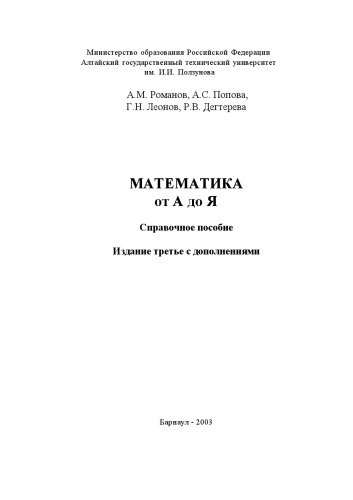 Министерство образования Российской Федерации
Алтайский государственный технический университет
им. И.И. Ползунова
А.М. Романов, А.С. Попова,
Г.Н. Леонов, Р.В. Дегтерева
МАТЕМАТИКА
от А до Я
Справочное пособие
Издание третье с дополнениями
Барнаул - 2003